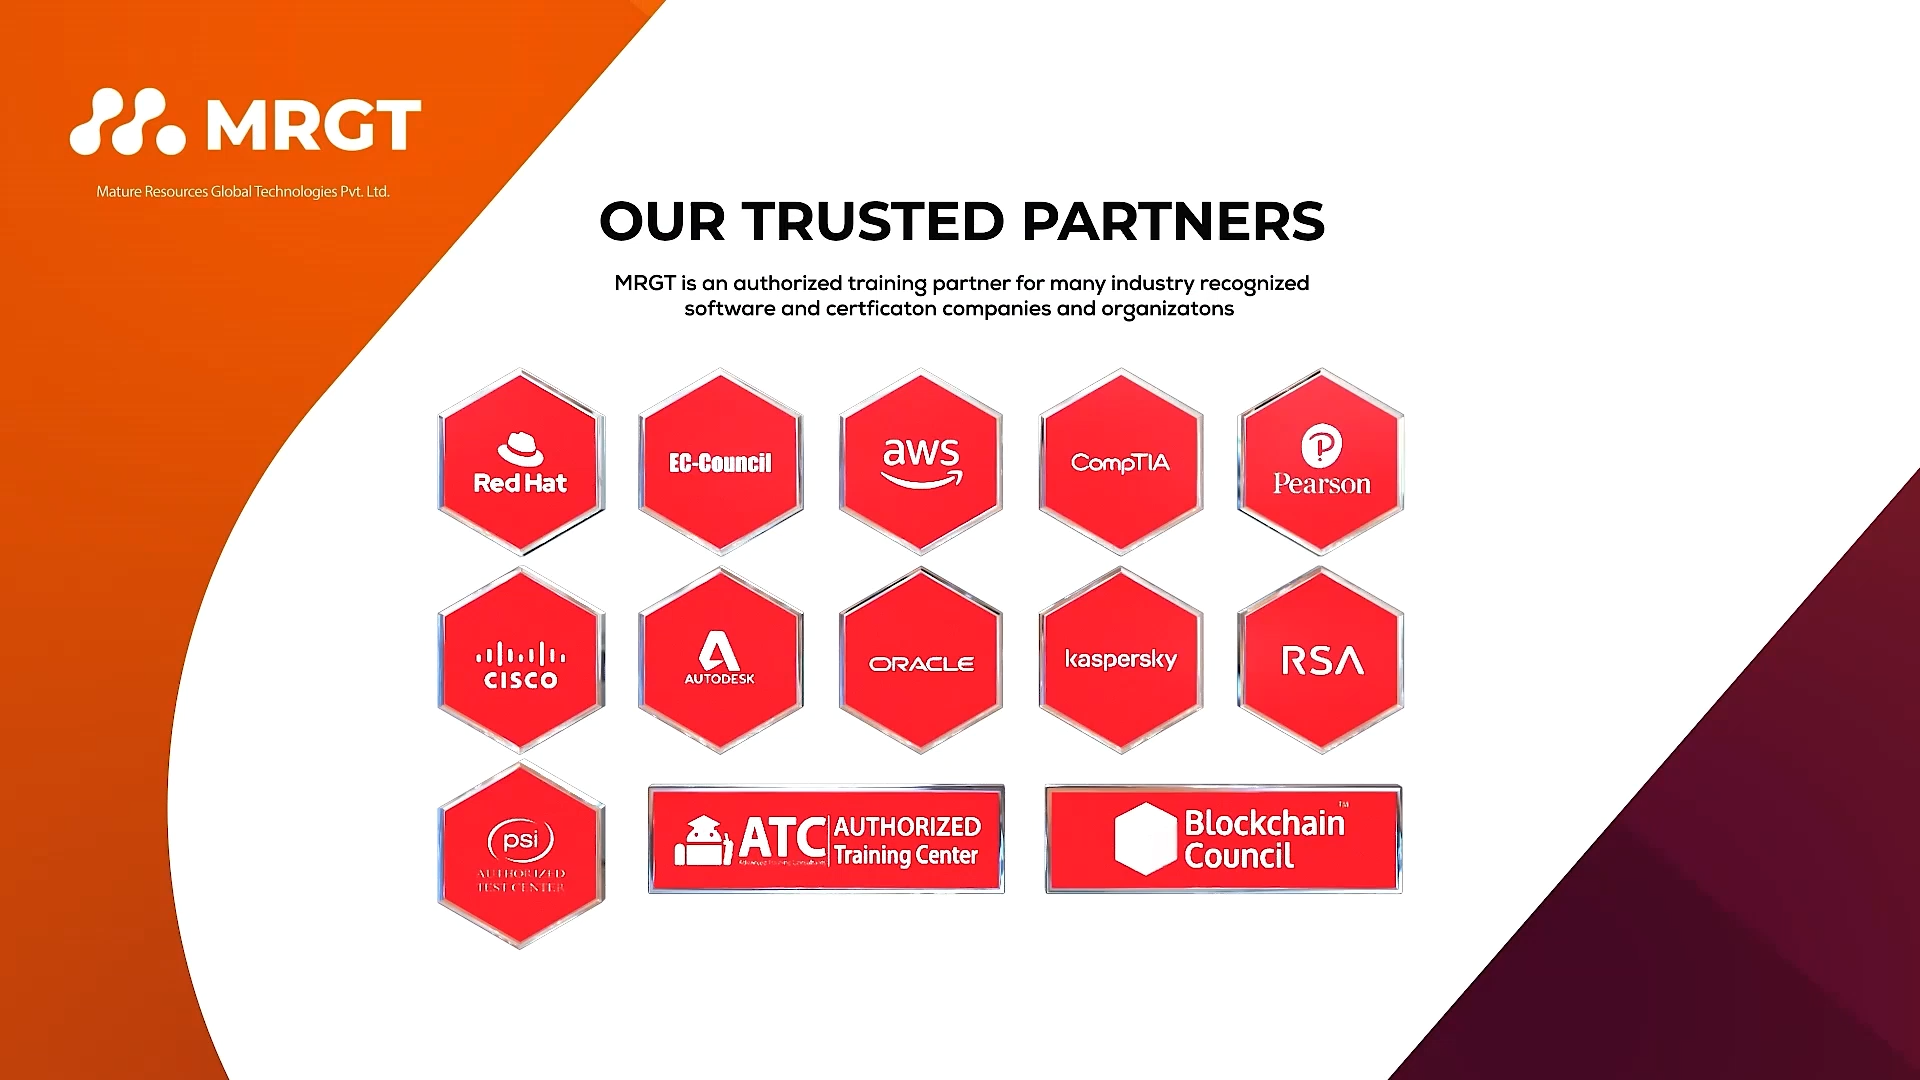 MRGT
Mature Resources Global Technologies Pvt. Ltd.
OUR TRUSTED PARTNERS
MRGT is an authorized training partner for many industry recognized
software and certficaton companies and organizatons
Red Hat
EC-Council
aws
CompTIA
Pearson
CISCO
AUTODESK
ORACLE
kaspersky
RSA
psi
AUTHORIZED
TEST CENTER
ATC
AUTHORIZED
Training Center
Blockchain
Council
TM